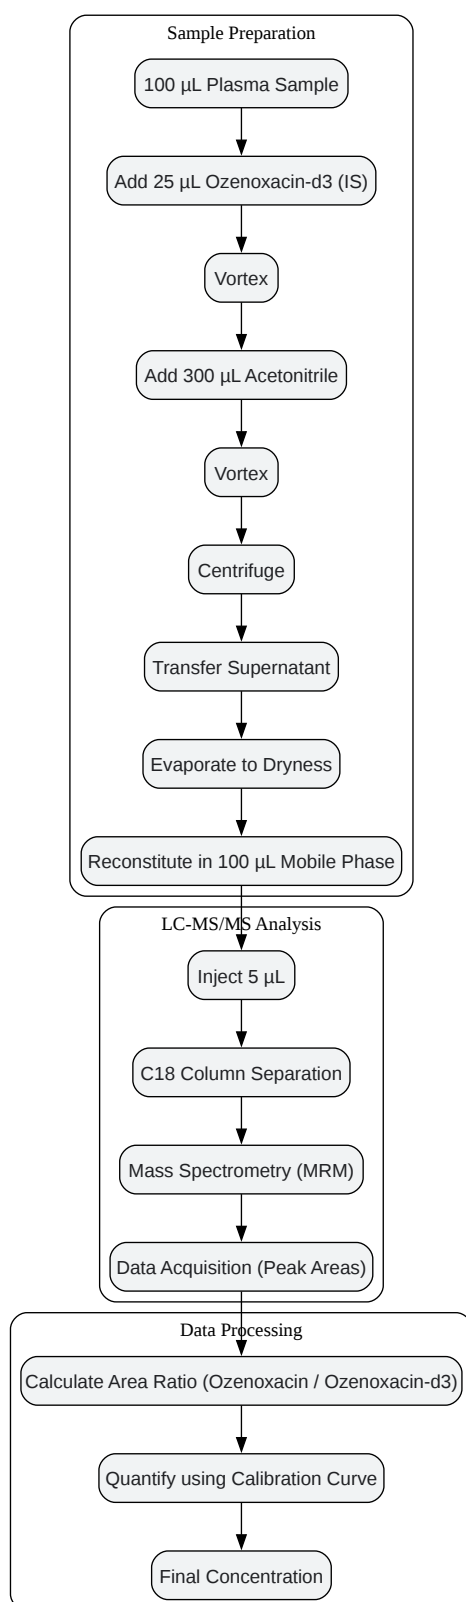 Sample Preparation
100 µL Plasma Sample
Add 25 µL Ozenoxacin-d3 (IS)
Vortex
Add 300 µL Acetonitrile
Vortex
Centrifuge
Transfer Supernatant
Evaporate to Dryness
Reconstitute in 100 µL Mobile Phase
LC-MS/MS Analysis
Inject 5 µL
C18 Column Separation
Mass Spectrometry (MRM)
Data Acquisition (Peak Areas)
Data Processing
Calculate Area Ratio (Ozenoxacin / Ozenoxacin-d3)
Quantify using Calibration Curve
Final Concentration